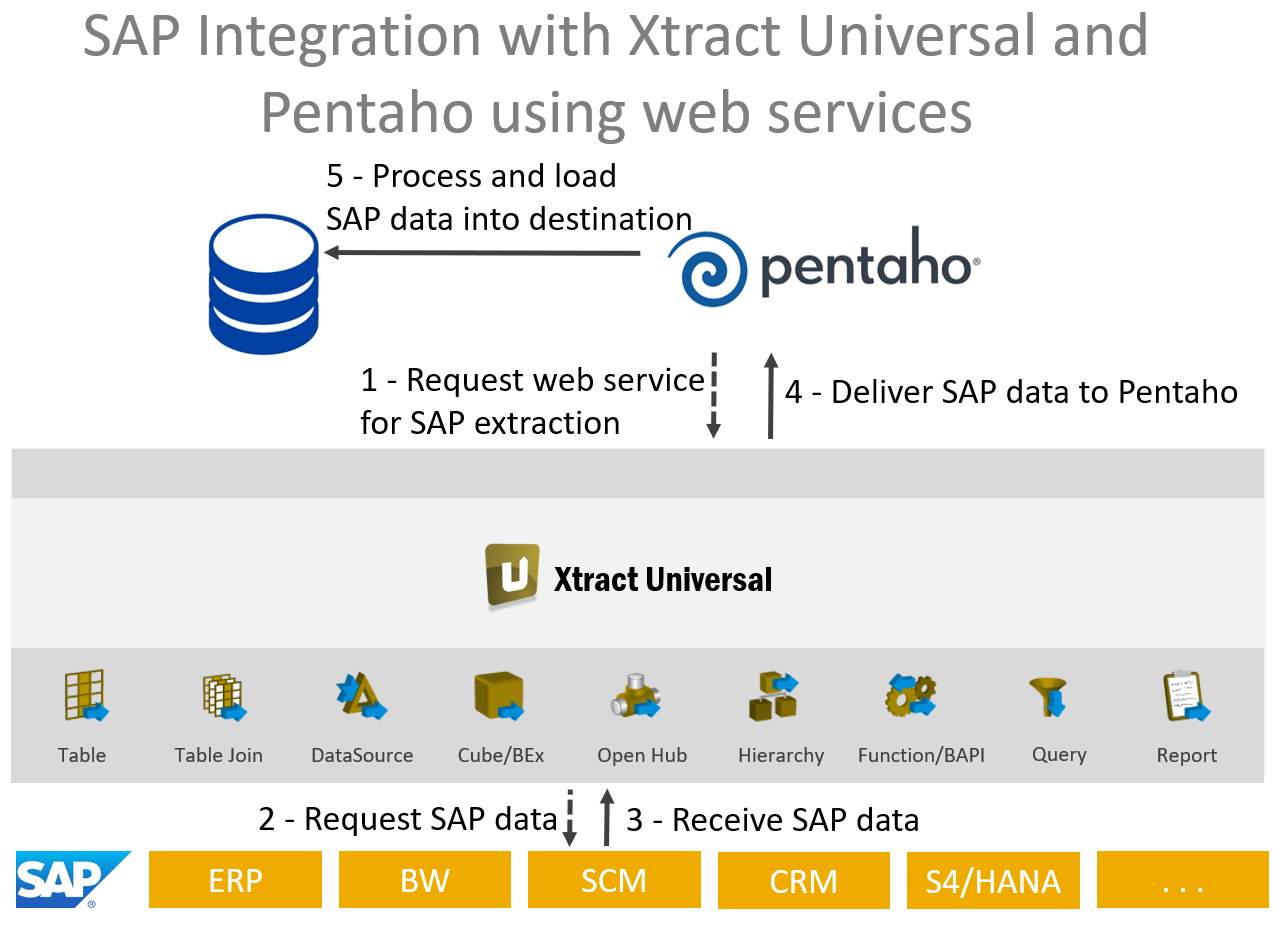 SAP Integration with Xtract Universal and
Pentaho using web services
5 - Process and load
SAP data into destination
pentaho®
1 - Request web service
for SAP extraction
4 - Deliver SAP data to Pentaho
U Xtract Universal
Table
Table Join
DataSource
Cube/BEx
Open Hub
Hierarchy
Function/BAPI
Query
Report
2 - Request SAP data
3 - Receive SAP data
SAP®
ERP
BW
SCM
CRM
S4/HANA
. . .